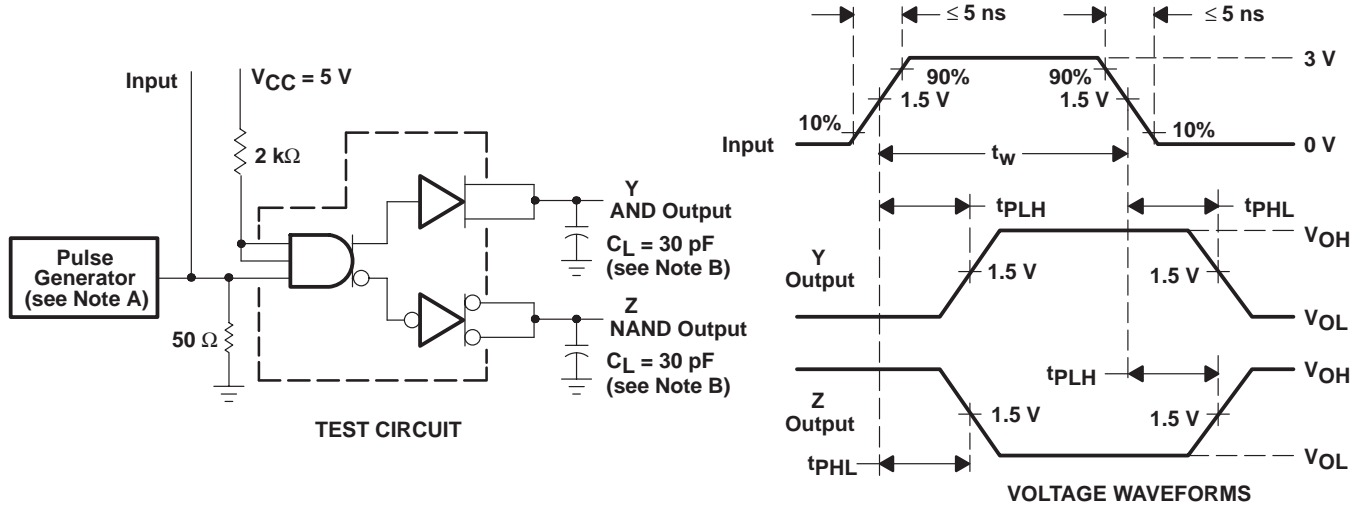 Input
VCC = 5 V
2 kΩ
Pulse
Generator
(see Note A)
50 Ω
Y
AND Output
CL = 30 pF
(see Note B)
Z
NAND Output
CL = 30 pF
(see Note B)
TEST CIRCUIT
≤ 5 ns
≤ 5 ns
3 V
90%
90%
1.5 V
1.5 V
10%
10%
Input
0 V
tw
tPLH
tPHL
VOH
Y
Output
1.5 V
1.5 V
VOL
tPLH
VOH
Z
Output
1.5 V
1.5 V
tPHL
VOL
VOLTAGE WAVEFORMS